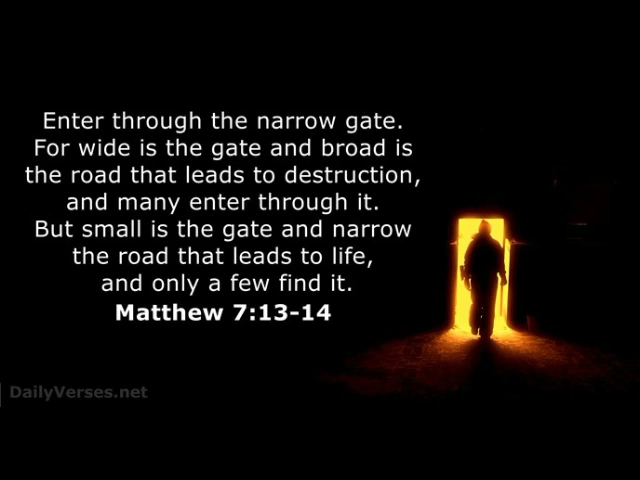 Enter through the narrow gate.
For wide is the gate and broad is
the road that leads to destruction,
and many enter through it.
But small is the gate and narrow
the road that leads to life,
and only a few find it.
Matthew 7:13-14
DailyVerses.net